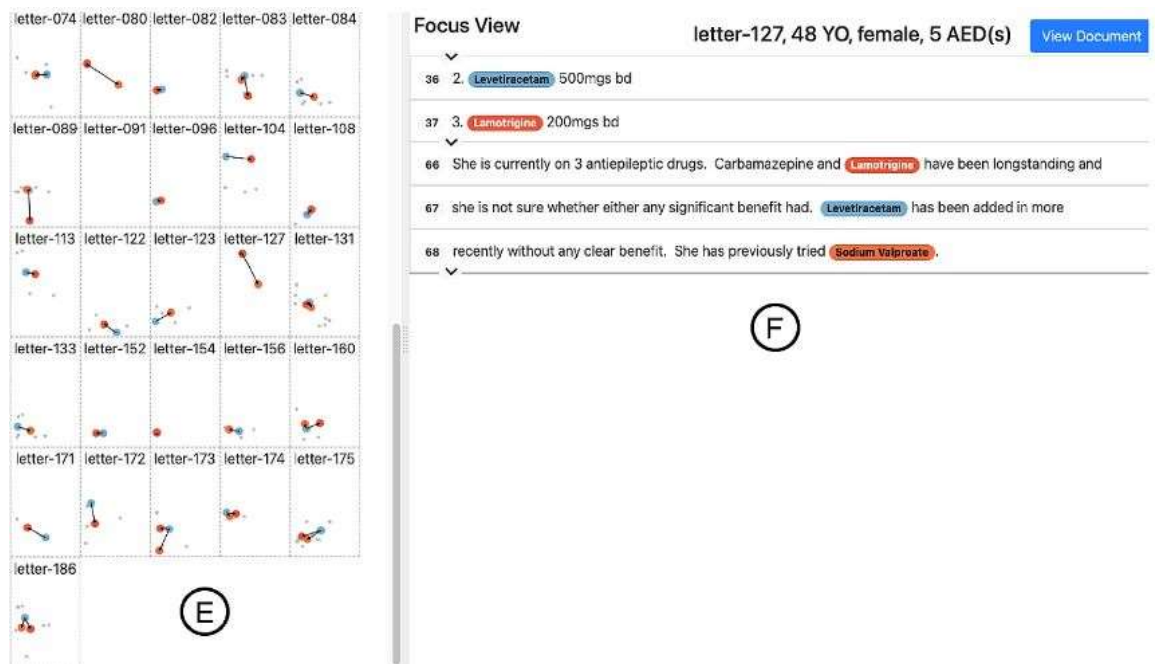 letter-074 letter-080 letter-082 letter-083 letter-084
letter-089 letter-091 letter-096 letter-104 letter-108
letter-113 letter-122 letter-123 letter-127 letter-131
letter-133 letter-152 letter-154 letter-156 letter-160
letter-171 letter-172 letter-173 letter-174 letter-175
letter-186
E
Focus View
letter-127, 48 YO, female, 5 AED(s)
View Document
36 2. Levetiracetam 500mgs bd
37 3. Lamotrigine 200mgs bd
66 She is currently on 3 antiepileptic drugs. Carbamazepine and Lamotrigine have been longstanding and
67 she is not sure whether either any significant benefit had. Levetiracetam has been added in more
68 recently without any clear benefit. She has previously tried Sodium Valproate.
F